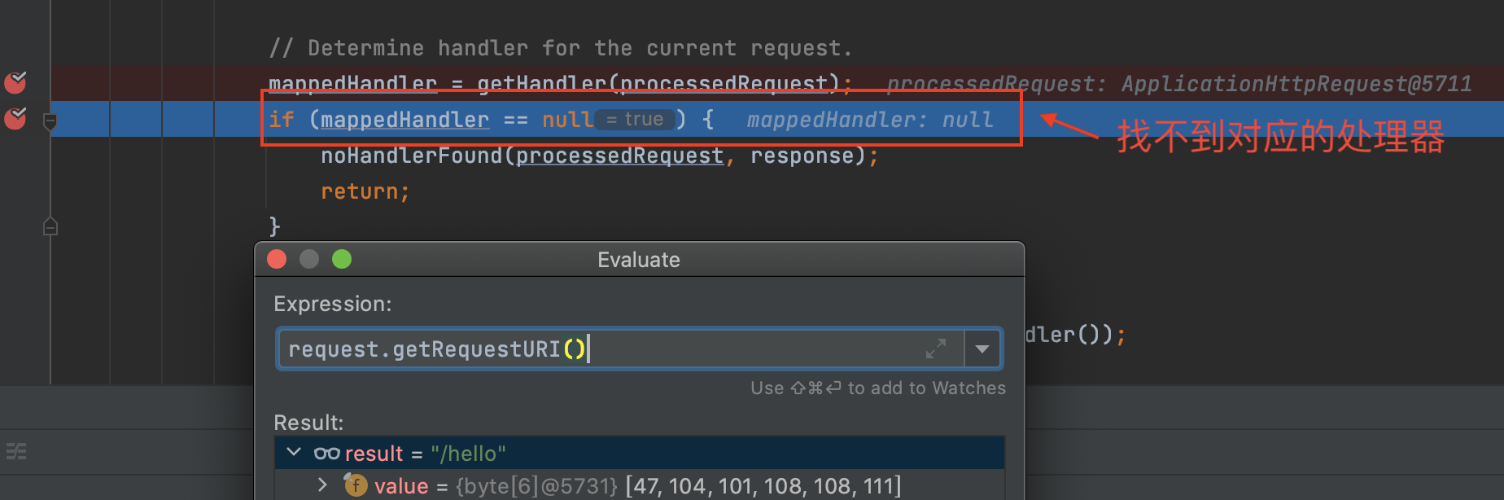 // Determine handler for the current request.
mappedHandler = getHandler(processedRequest); processedRequest: ApplicationHttpRequest@5711
if (mappedHandler == null = true ) { mappedHandler: null
找不到对应的处理器
noHandlerFound(processedRequest, response);
return;
}
Evaluate
Expression:
dler());
request.getRequestURI()
Use ⇧⌘⏎ to add to Watches
Result:
result = "/hello"
f value = {byte[6]@5731} [47, 104, 101, 108, 108, 111]